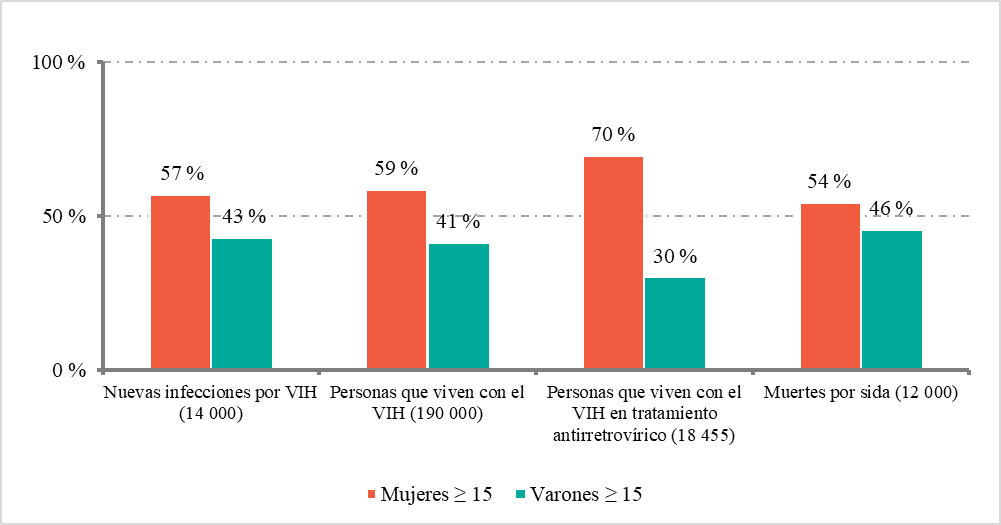 100 %
50 %
0 %
57 %
43 %
59 %
41 %
70 %
30 %
54 %
46 %
Nuevas infecciones por VIH
(14 000)
Personas que viven con el
VIH (190 000)
Personas que viven con el
VIH en tratamiento
antirretrovírico (18 455)
Muertes por sida (12 000)
Mujeres ≥ 15
Varones ≥ 15